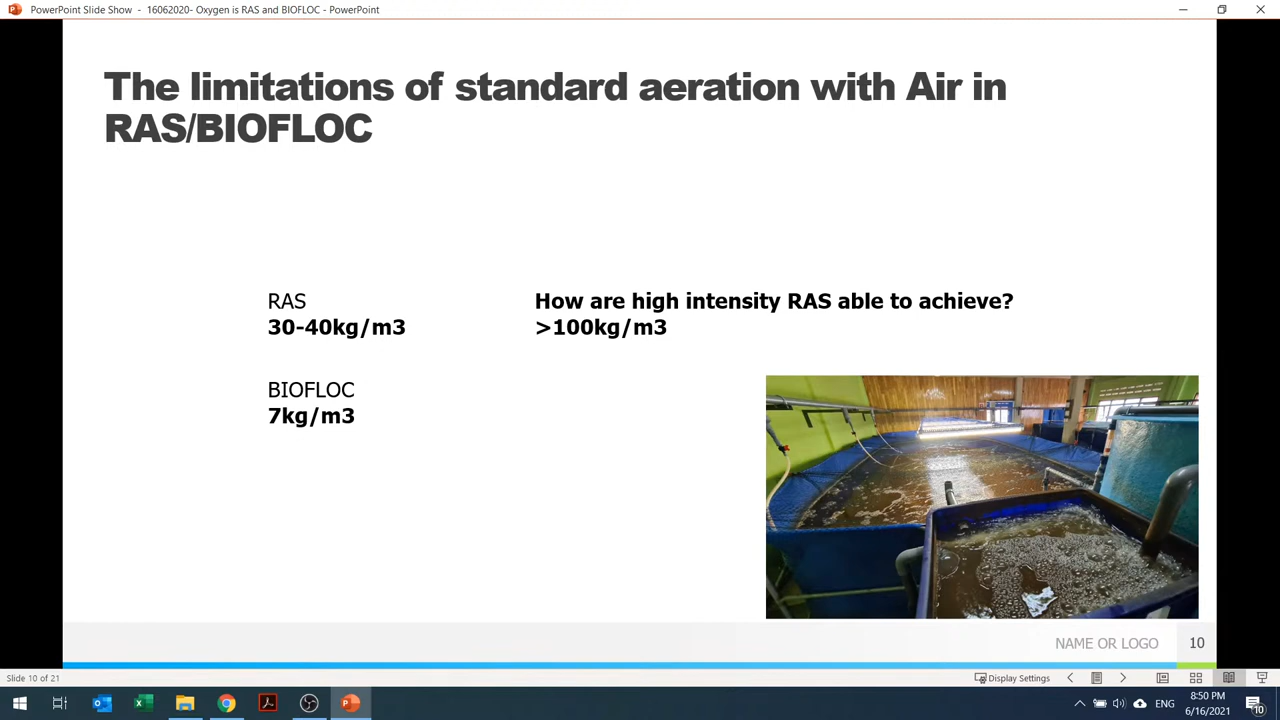 PowerPoint Slide Show - 16062020- Oxygen is RAS and BIOFLOC - PowerPoint
The limitations of standard aeration with Air in
RAS/BIOFLOC
RAS
30-40kg/m3
How are high intensity RAS able to achieve?
>100kg/m3
BIOFLOC
7kg/m3
NAME OR LOGO
10
Slide 10 of 21
Display Settings
8:50 PM
ENG
6/16/2021
10